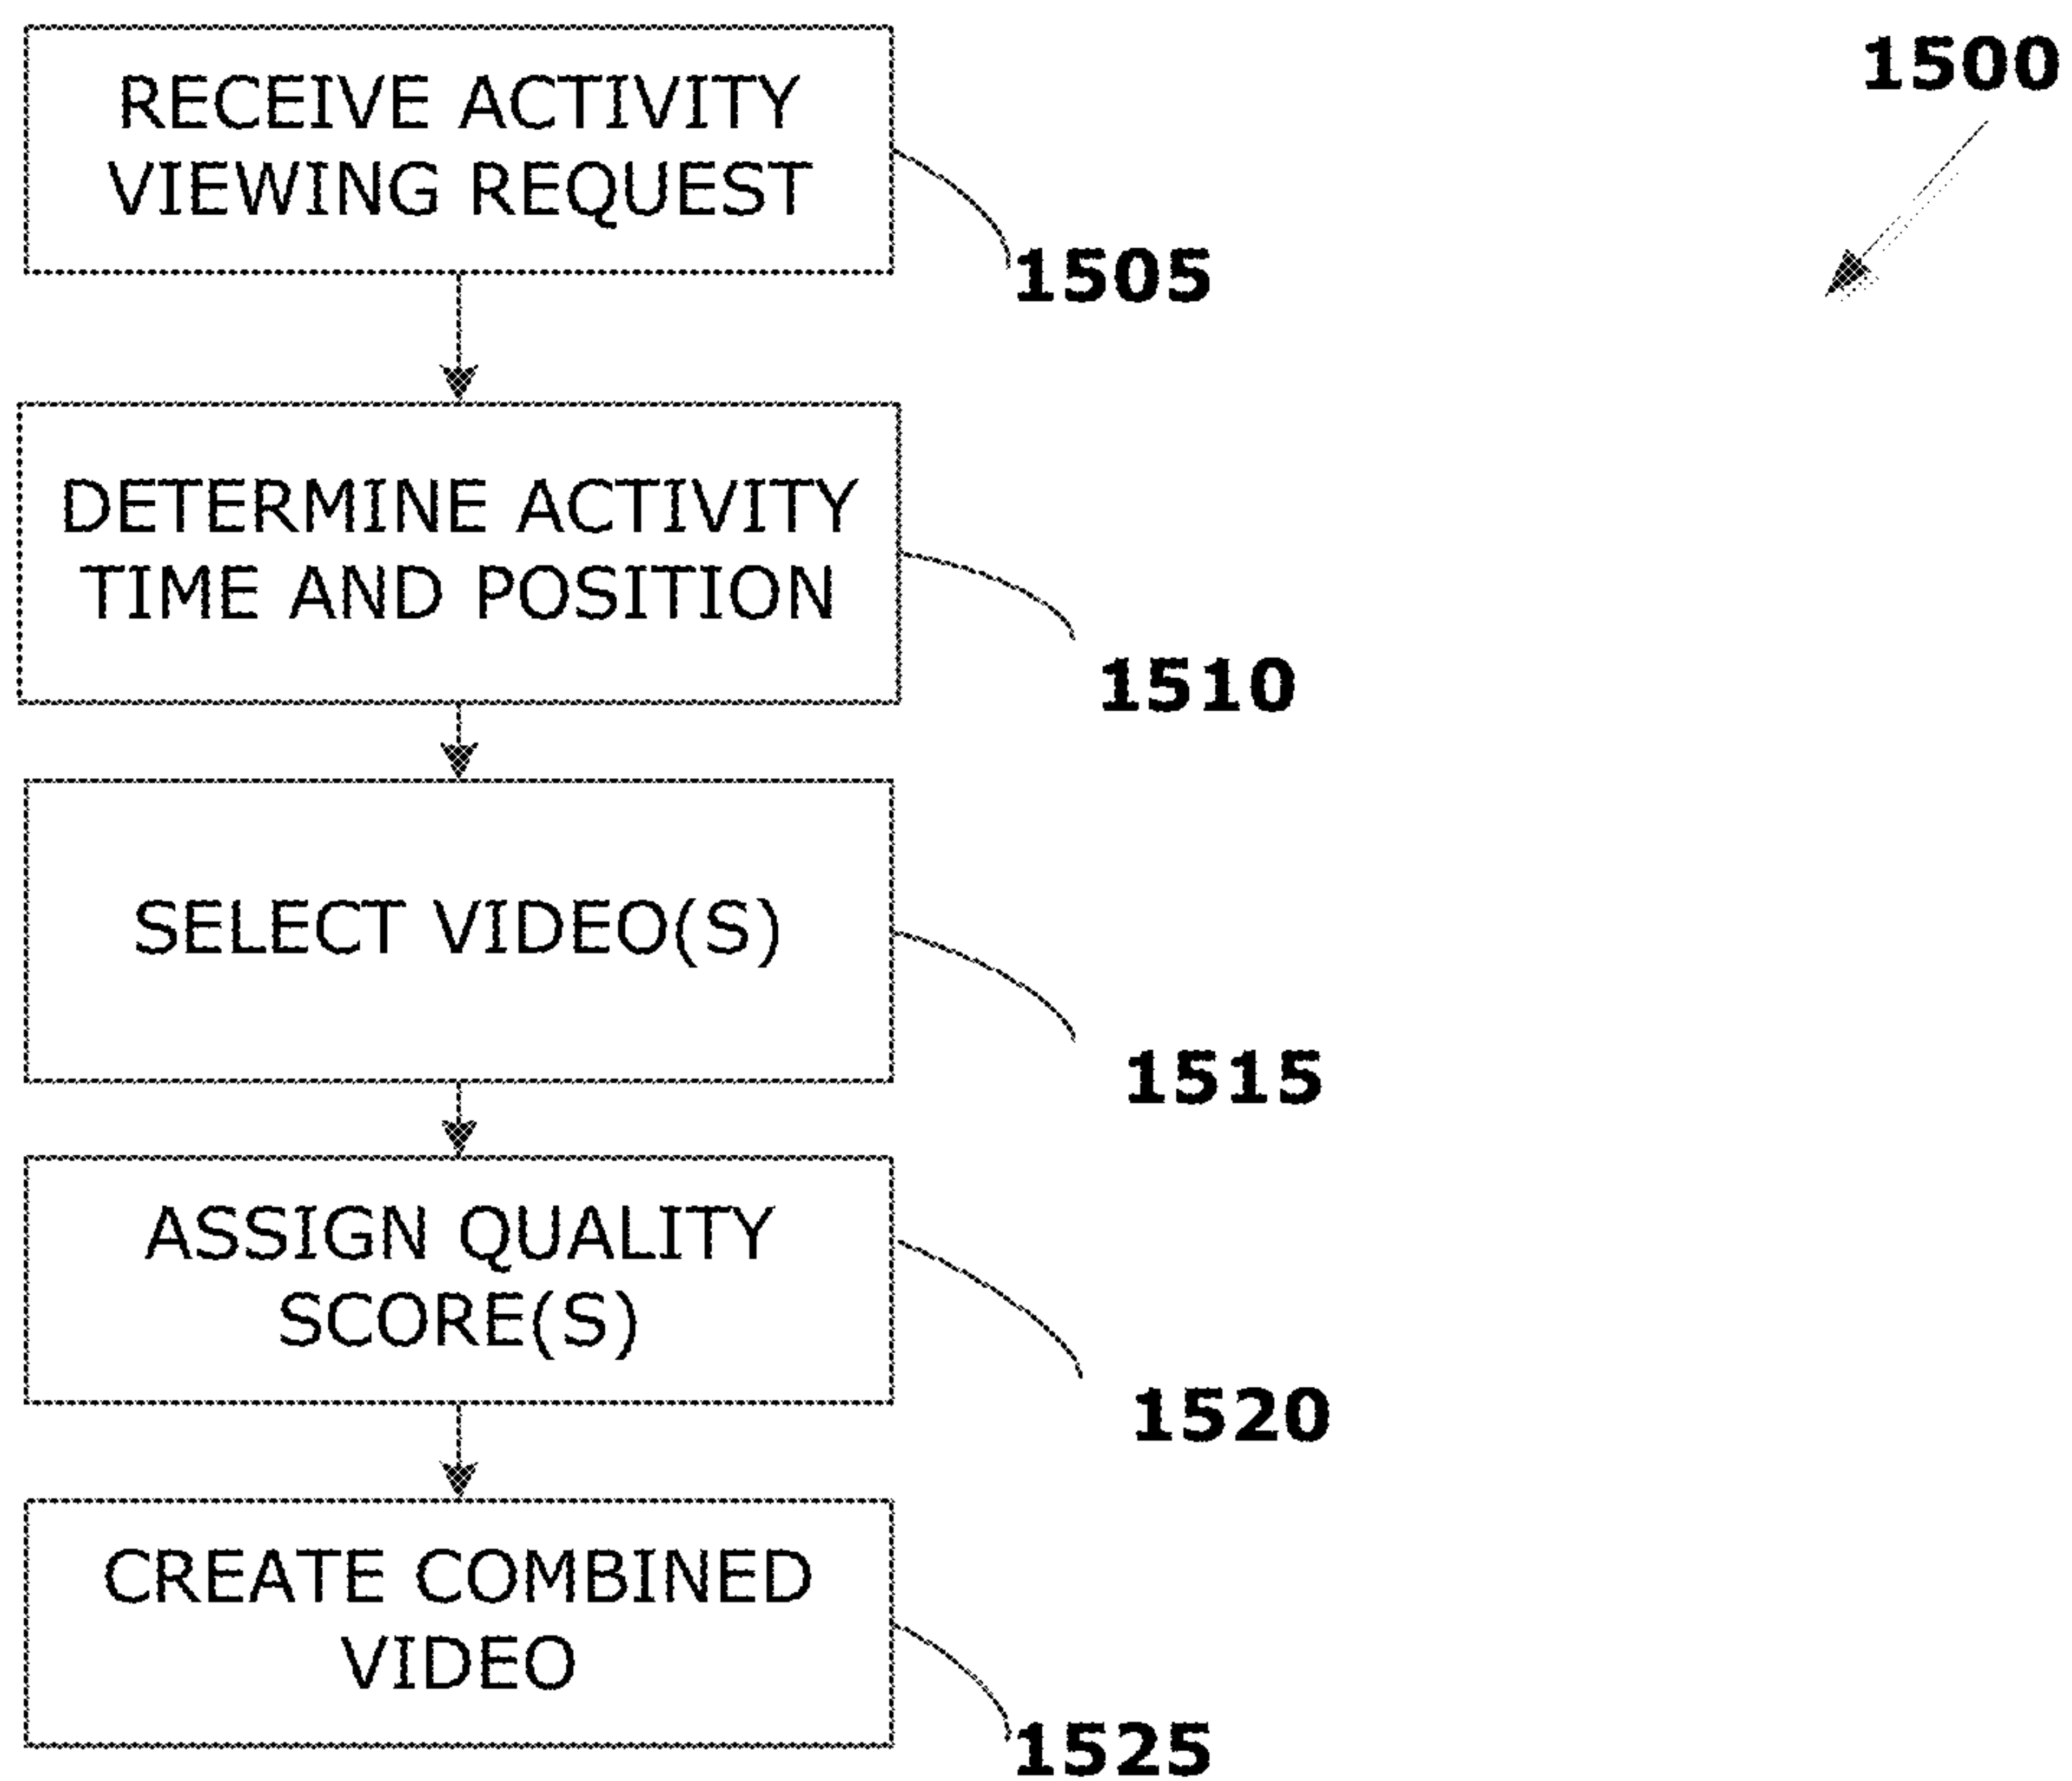 RECEIVE ACTIVITY
VIEWING REQUEST
1500
1505
DETERMINE ACTIVITY
TIME AND POSITION
1510
SELECT VIDEO(S)
1515
ASSIGN QUALITY
SCORE(S)
1520
CREATE COMBINED
VIDEO
1525